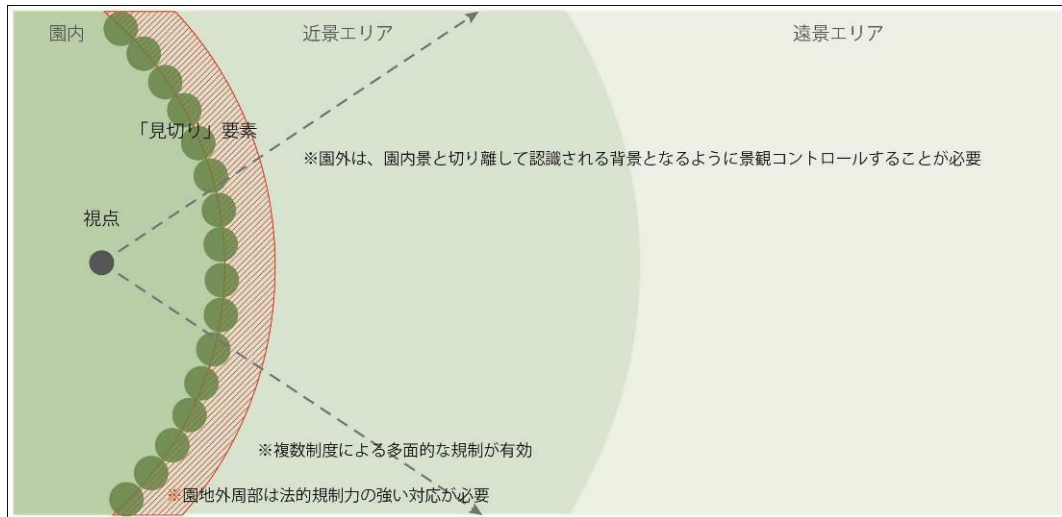 園内
近景エリア
遠景エリア
「見切り」要素
※園外は、園内景と切り離して認識される背景となるように景観コントロールすることが必要
視点
※複数制度による多面的な規制が有効
※園地外周部は法的規制力の強い対応が必要